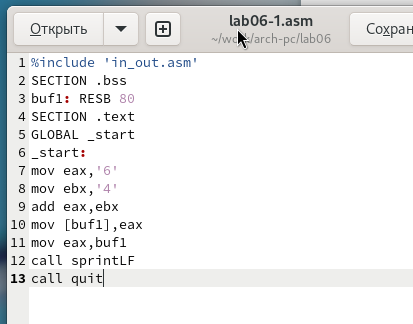 Открыть
lab06-1.asm
~/work/arch-pc/lab06
Сохран
1 %include 'in_out.asm'
2 SECTION .bss
3 buf1: RESB 80
4 SECTION .text
5 GLOBAL _start
6 _start:
7 mov eax,'6'
8 mov ebx,'4'
9 add eax,ebx
10 mov [buf1],eax
11 mov eax,buf1
12 call sprintLF
13 call quit